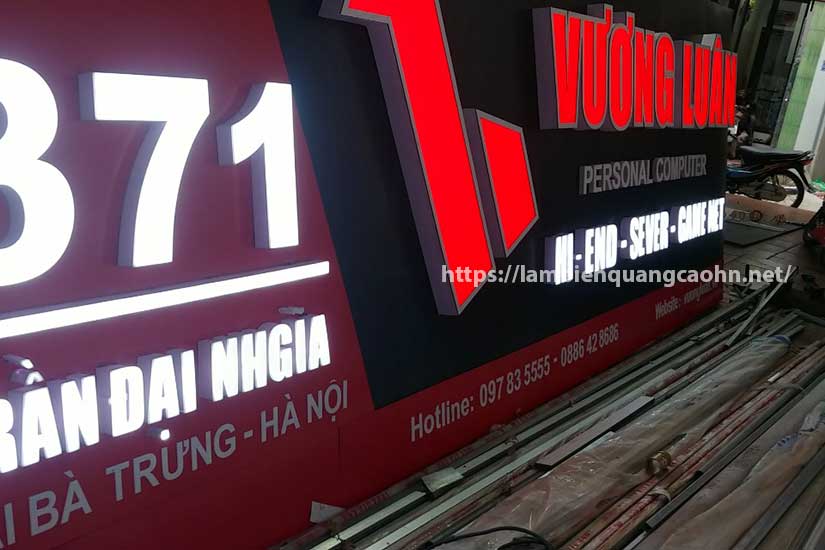 371
TRẦN ĐẠI NHGĨA
HAI BÀ TRƯNG - HÀ NỘI
VƯƠNG LUÂN
PERSONAL COMPUTER
HI - END - SEVER - GAME NET
https://lambienquangcaohn.net/
Hotline: 097 83 5555 - 0886 42 8686
Website: